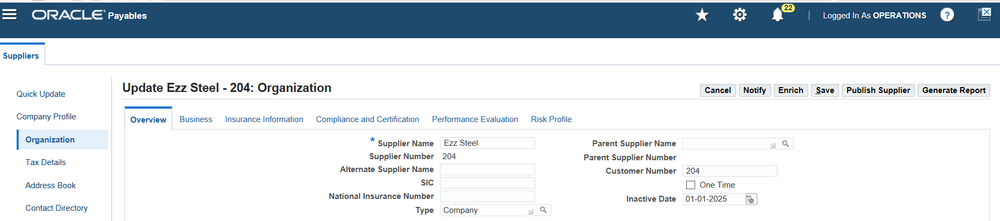 ORACLE Payables
22
Logged In As OPERATIONS
?
Suppliers
Quick Update
Company Profile
Organization
Tax Details
Address Book
Contact Directory
Update Ezz Steel - 204: Organization
Cancel Notify Enrich Save Publish Supplier Generate Report
Overview Business Insurance Information Compliance and Certification Performance Evaluation Risk Profile
* Supplier Name Ezz Steel
Supplier Number 204
Alternate Supplier Name
SIC
National Insurance Number
Type Company
Parent Supplier Name
Parent Supplier Number
Customer Number 204
One Time
Inactive Date 01-01-2025